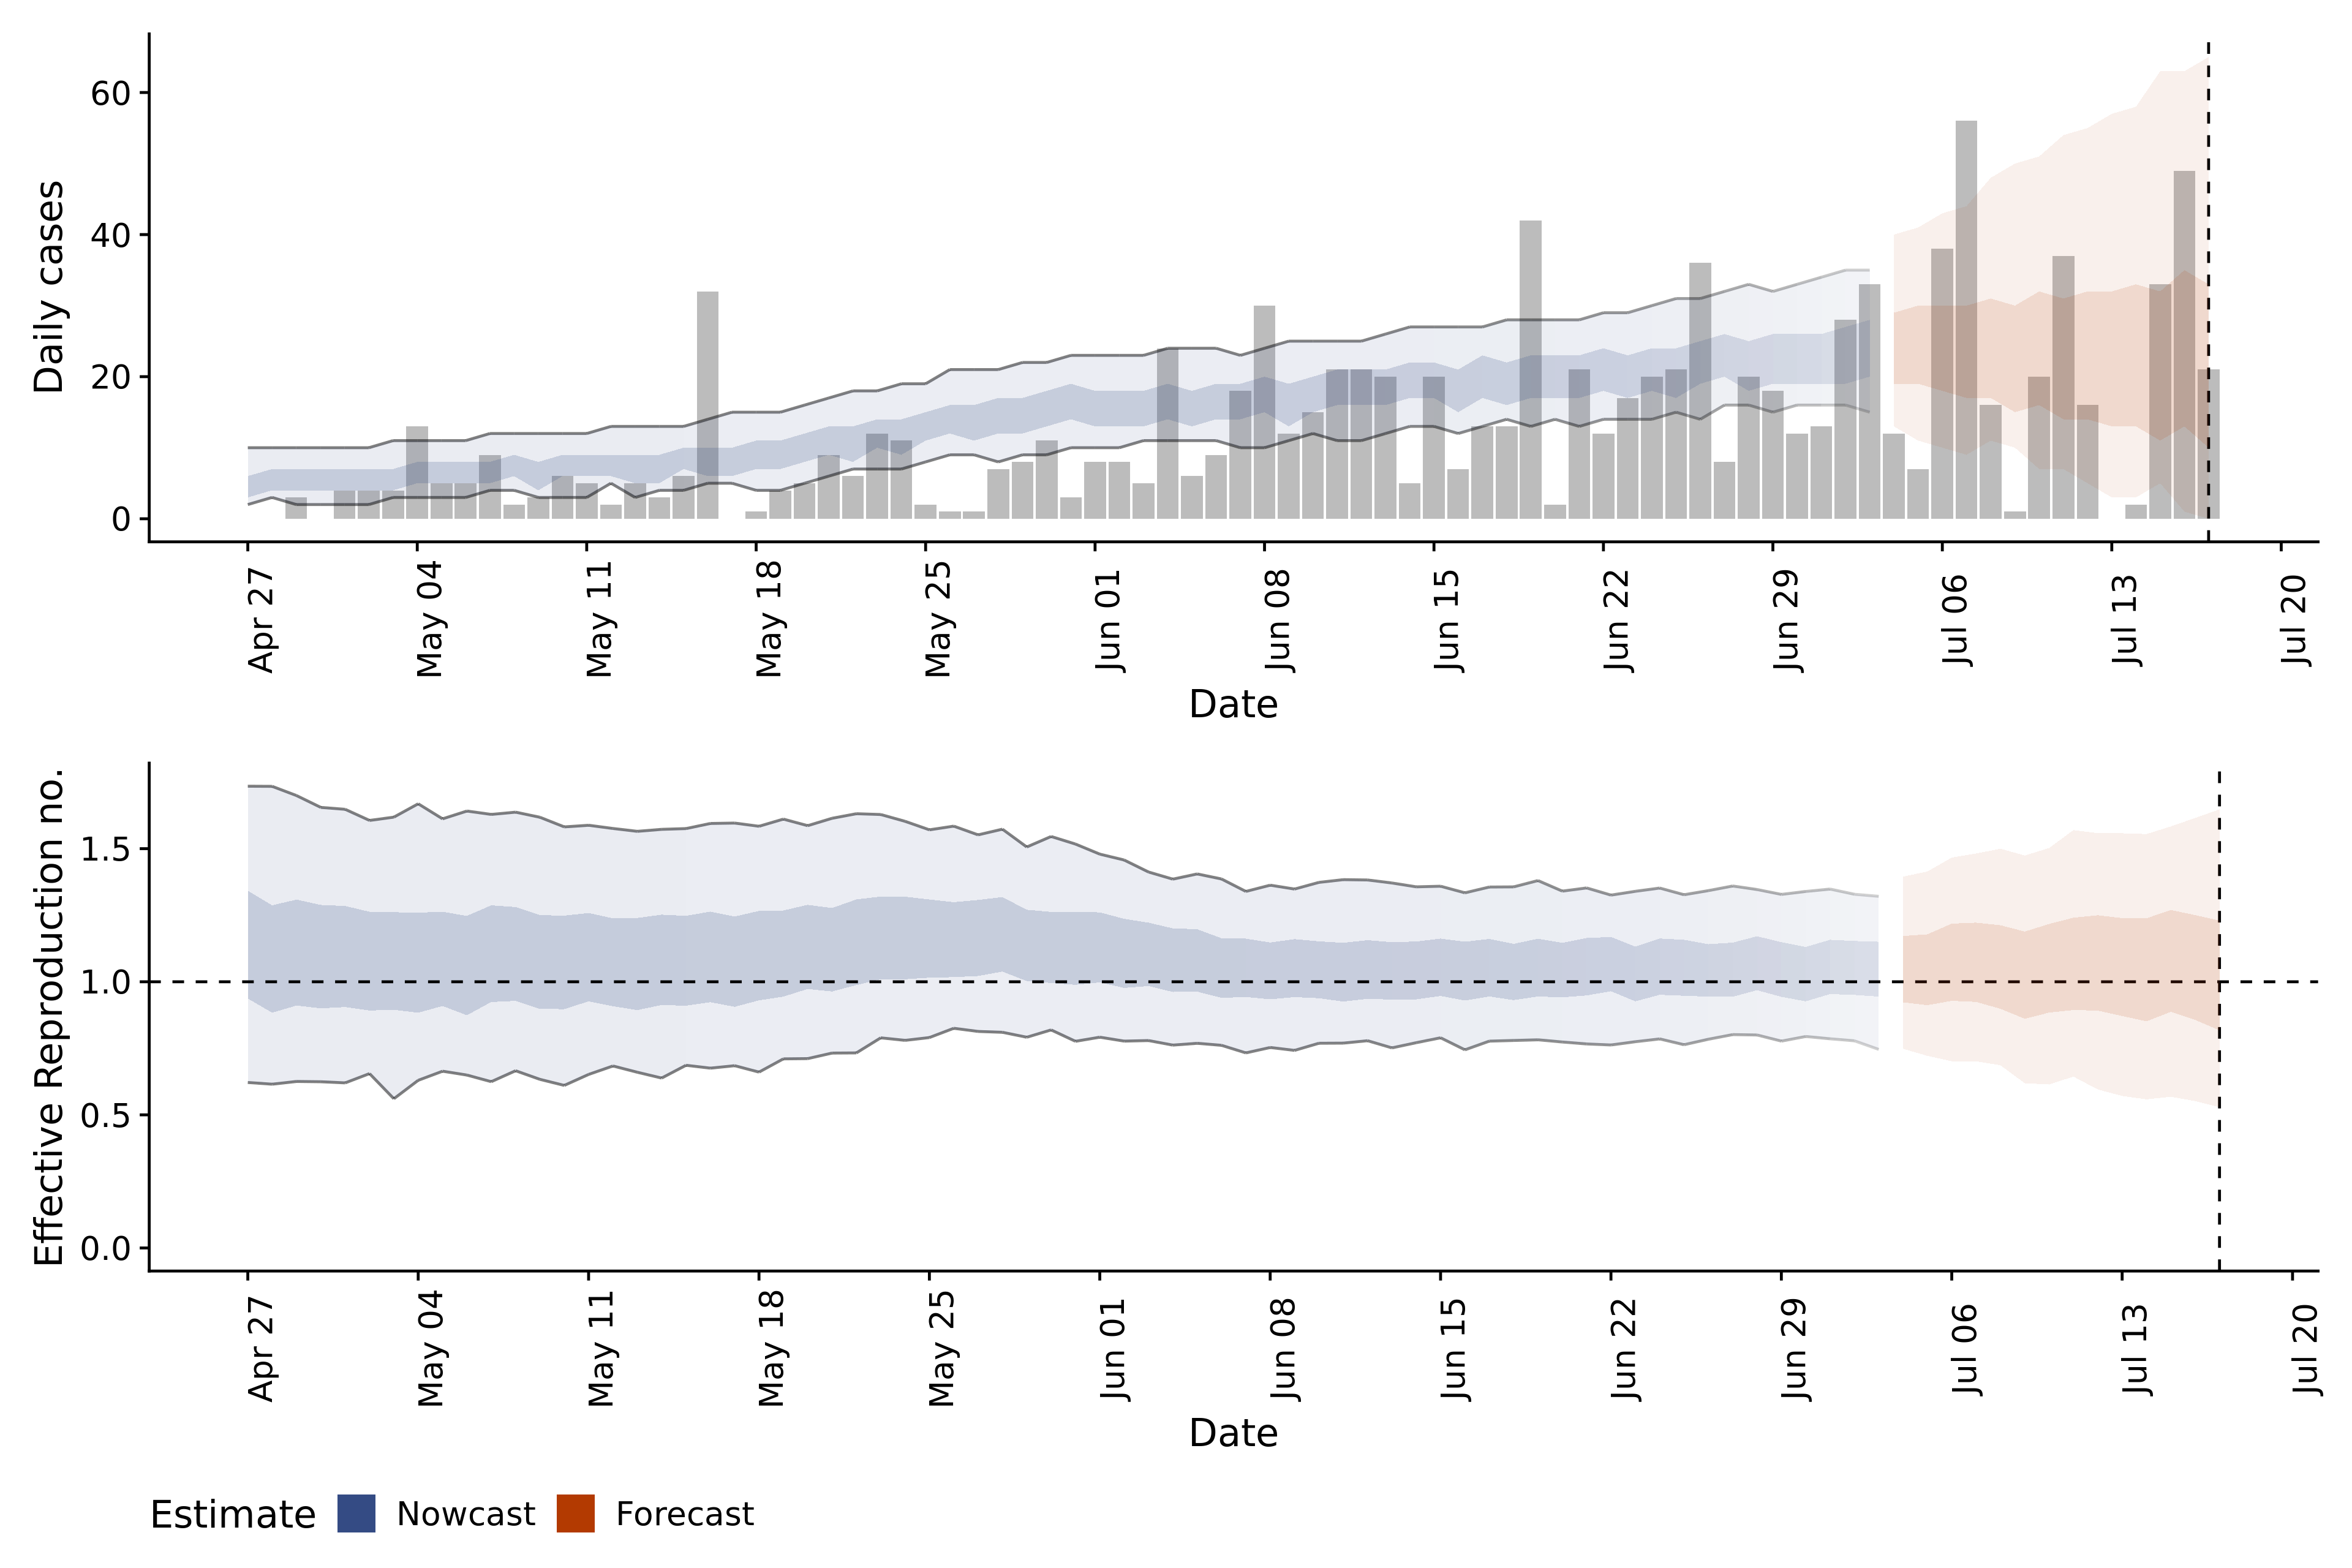 Daily cases
60
40
20
0
Apr 27
May 04
May 11
May 18
May 25
Jun 01
Jun 08
Jun 15
Jun 22
Jun 29
Jul 06
Jul 13
Jul 20
Date
Effective Reproduction no.
1.5
1.0
0.5
0.0
Apr 27
May 04
May 11
May 18
May 25
Jun 01
Jun 08
Jun 15
Jun 22
Jun 29
Jul 06
Jul 13
Jul 20
Date
Estimate Nowcast Forecast